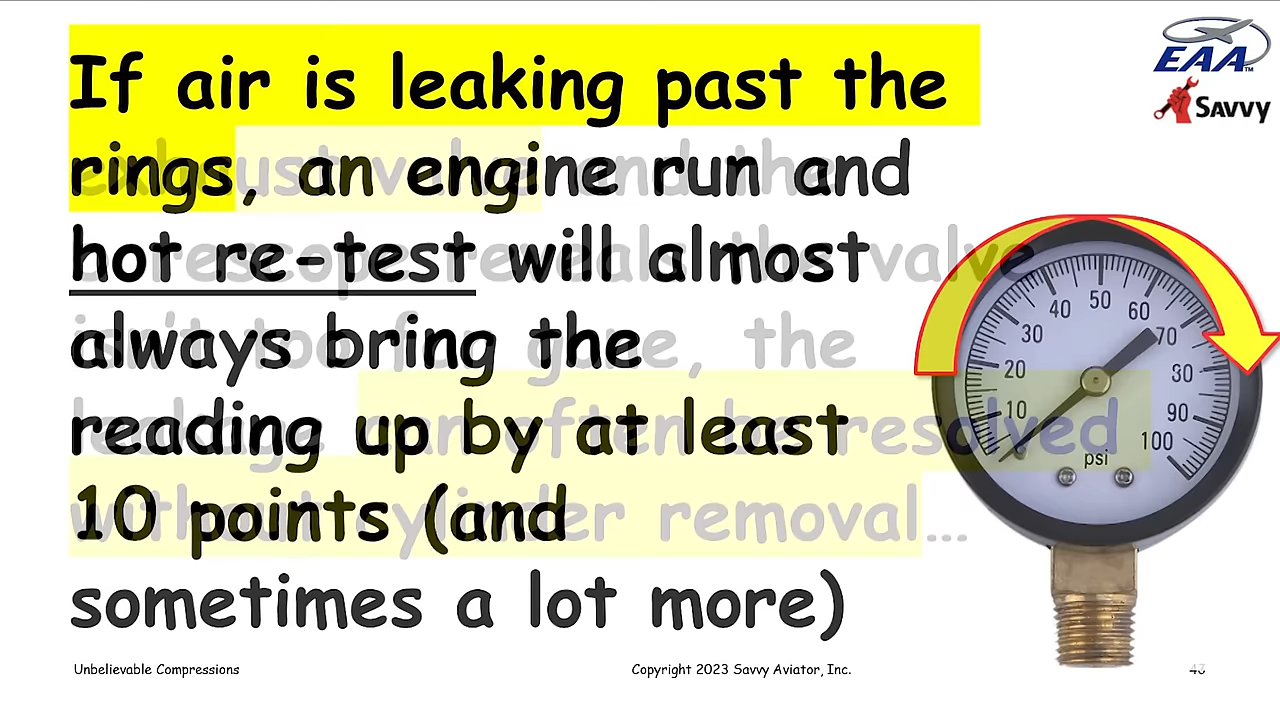 If air is leaking past the
rings, an engine run and
hot re-test will almost
always bring the
reading up by at least
10 points (and
sometimes a lot more)
EAA™
Savvy
10
20
30
40
50
60
70
80
90
100
psi
Unbelievable Compressions
Copyright 2023 Savvy Aviator, Inc.